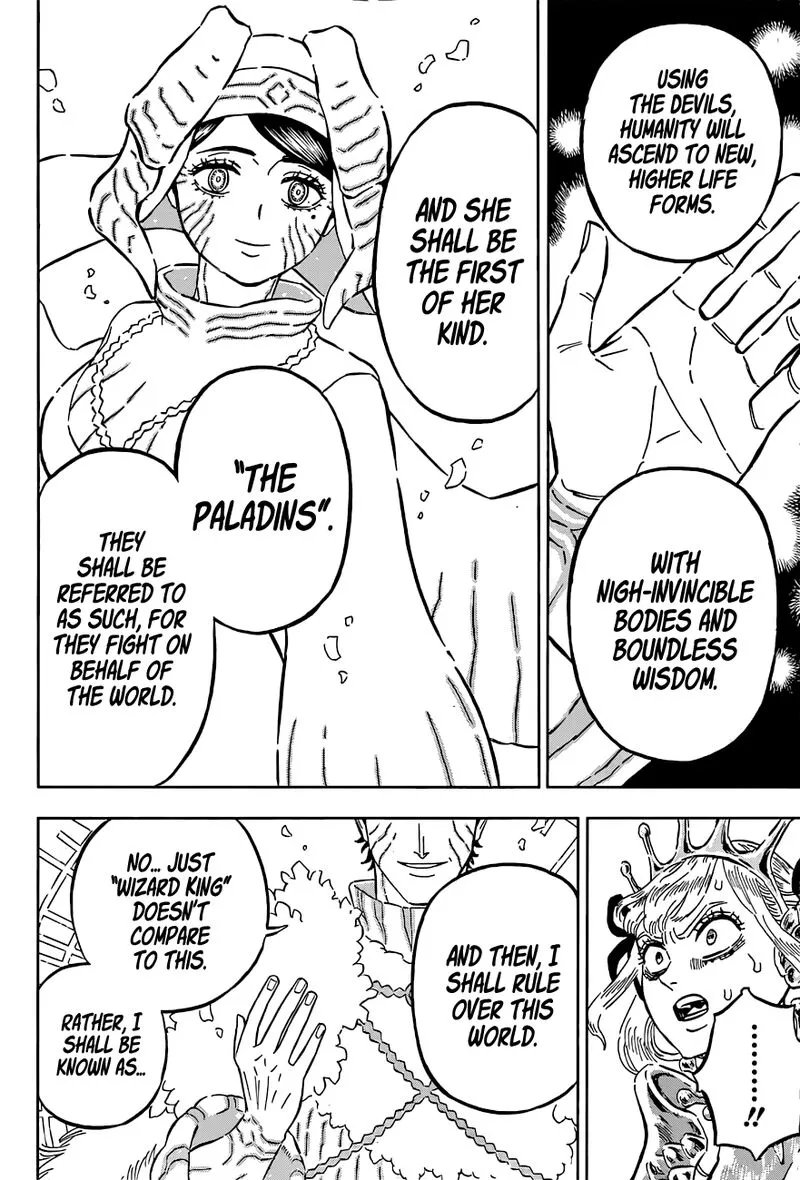 USING
THE DEVILS,
HUMANITY WILL
ASCEND TO NEW,
HIGHER LIFE
FORMS.
WITH
NIGH-INVINCIBLE
BODIES AND
BOUNDLESS
WISDOM.
AND SHE
SHALL BE
THE FIRST
OF HER
KIND.
"THE
PALADINS".
THEY
SHALL BE
REFERRED TO
AS SUCH, FOR
THEY FIGHT ON
BEHALF OF
THE WORLD.
......!!
AND THEN, I
SHALL RULE
OVER THIS
WORLD.
NO... JUST
"WIZARD KING"
DOESN'T
COMPARE
TO THIS.
RATHER, I
SHALL BE
KNOWN AS...